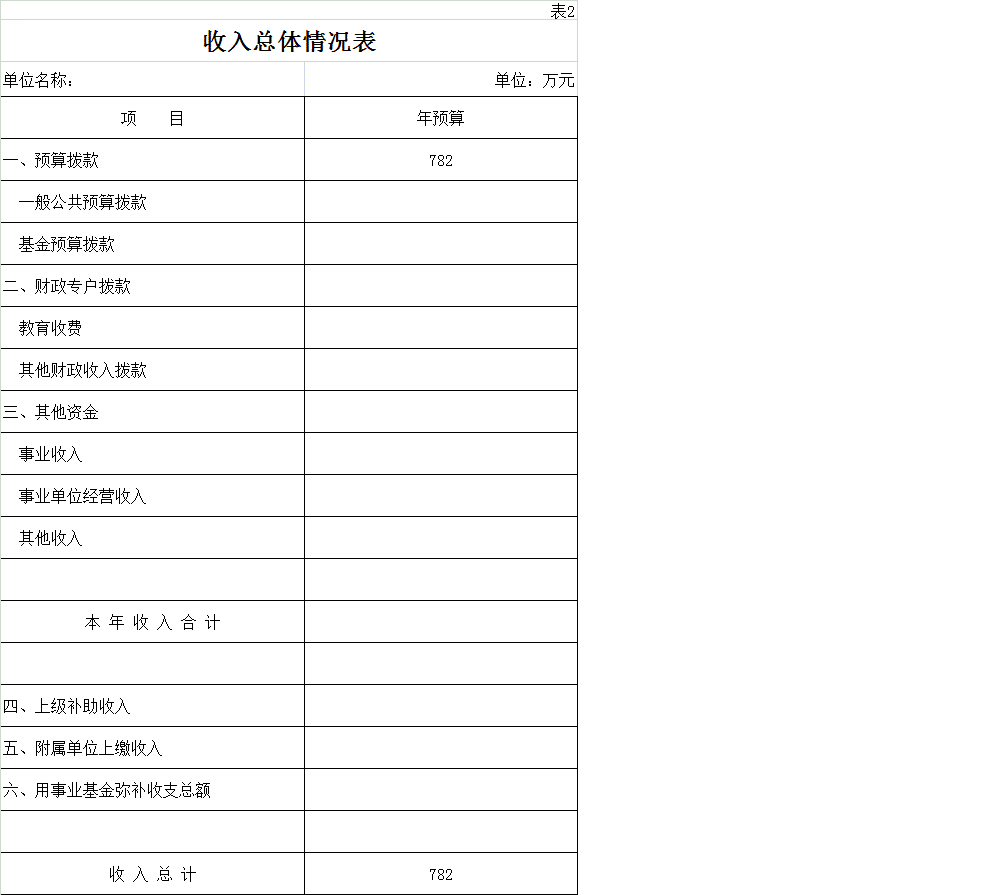 表2
收入总体情况表
单位名称: 单位: 万元
项 目 年预算
一、预算拨款 782
一般公共预算拨款
基金预算拨款
二、财政专户拨款
教育收费
其他财政收入拨款
三、其他资金
事业收入
事业单位经营收入
其他收入
本 年 收 入 合 计
四、上级补助收入
五、附属单位上缴收入
六、用事业基金弥补收支总额
收 入 总 计 782